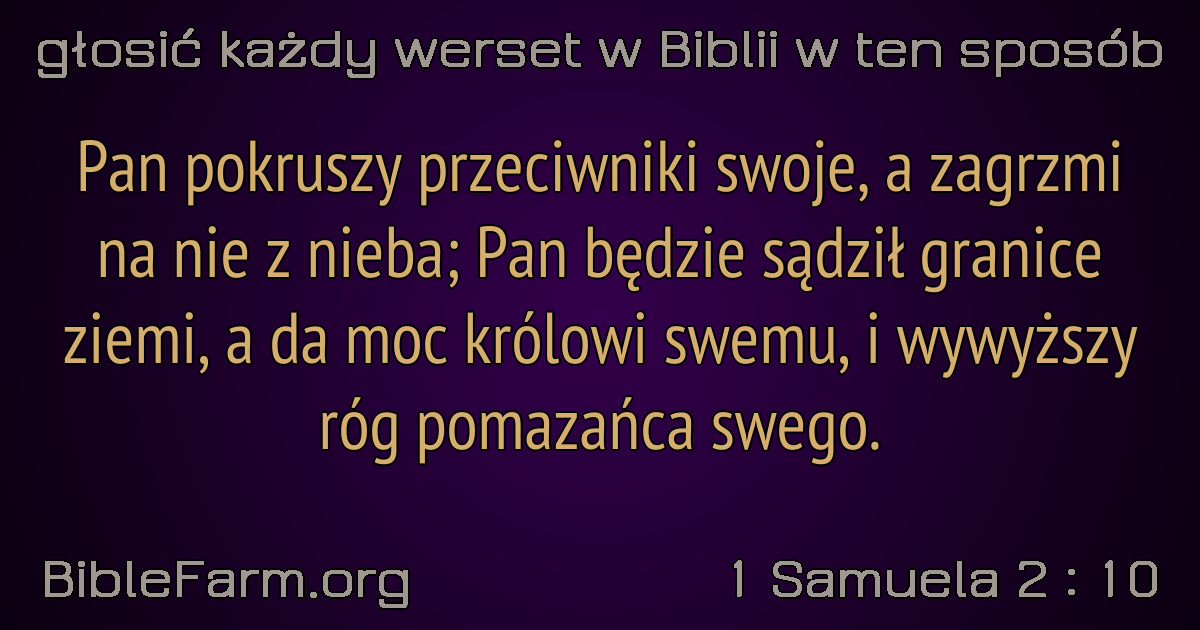 głosić każdy werset w Biblii w ten sposób
Pan pokruszy przeciwniki swoje, a zagrzmi
na nie z nieba; Pan będzie sądził granice
ziemi, a da moc królowi swemu, i wywyższy
róg pomazańca swego.
BibleFarm.org
1 Samuela 2 : 10